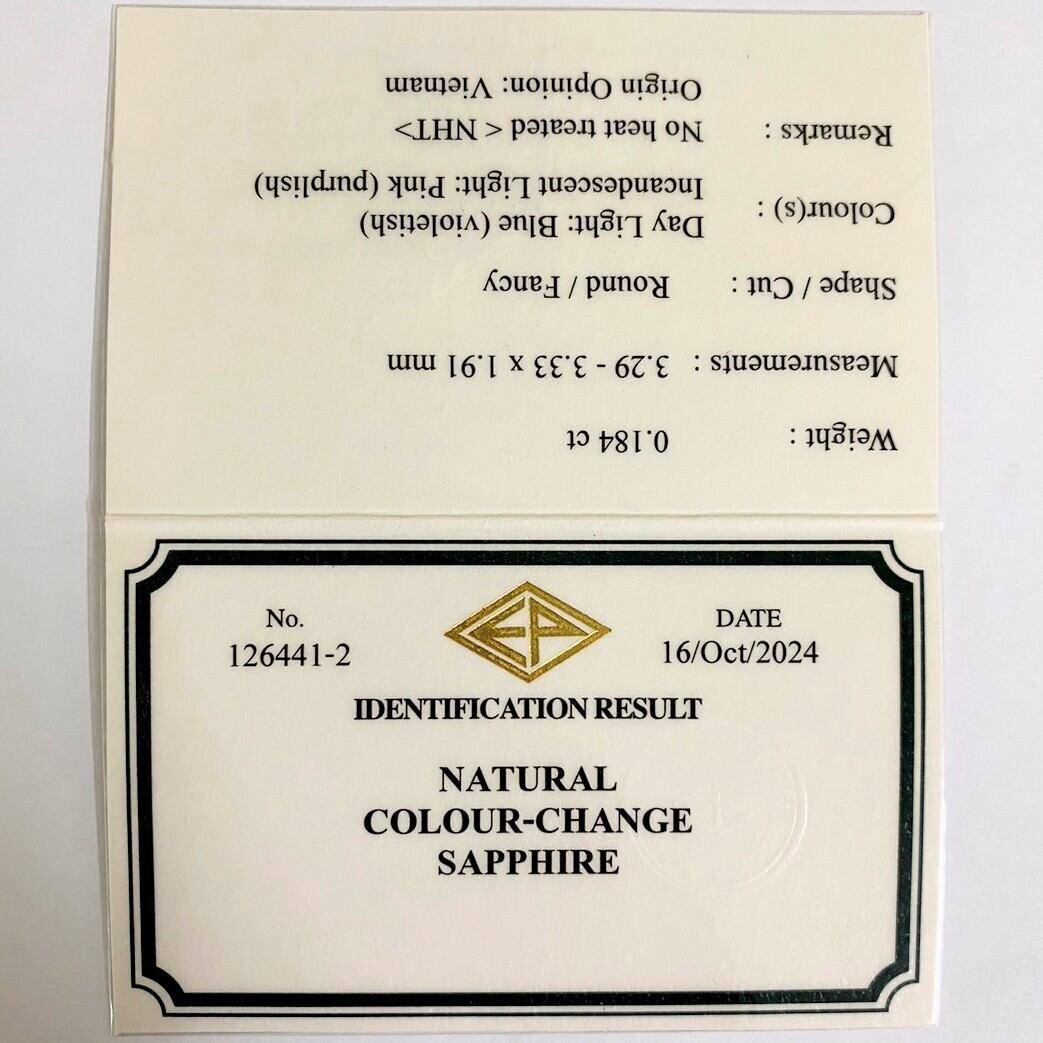 No.
126441-2
EP
DATE
16/Oct/2024
IDENTIFICATION RESULT
NATURAL
COLOUR-CHANGE
SAPPHIRE
Weight : 0.184 ct
Measurements : 3.29 - 3.33 x 1.91 mm
Shape / Cut : Round / Fancy
Colour(s) : Day Light: Blue (violetish)
Incandescent Light: Pink (purplish)
Remarks : No heat treated < NHT>
Origin Opinion: Vietnam